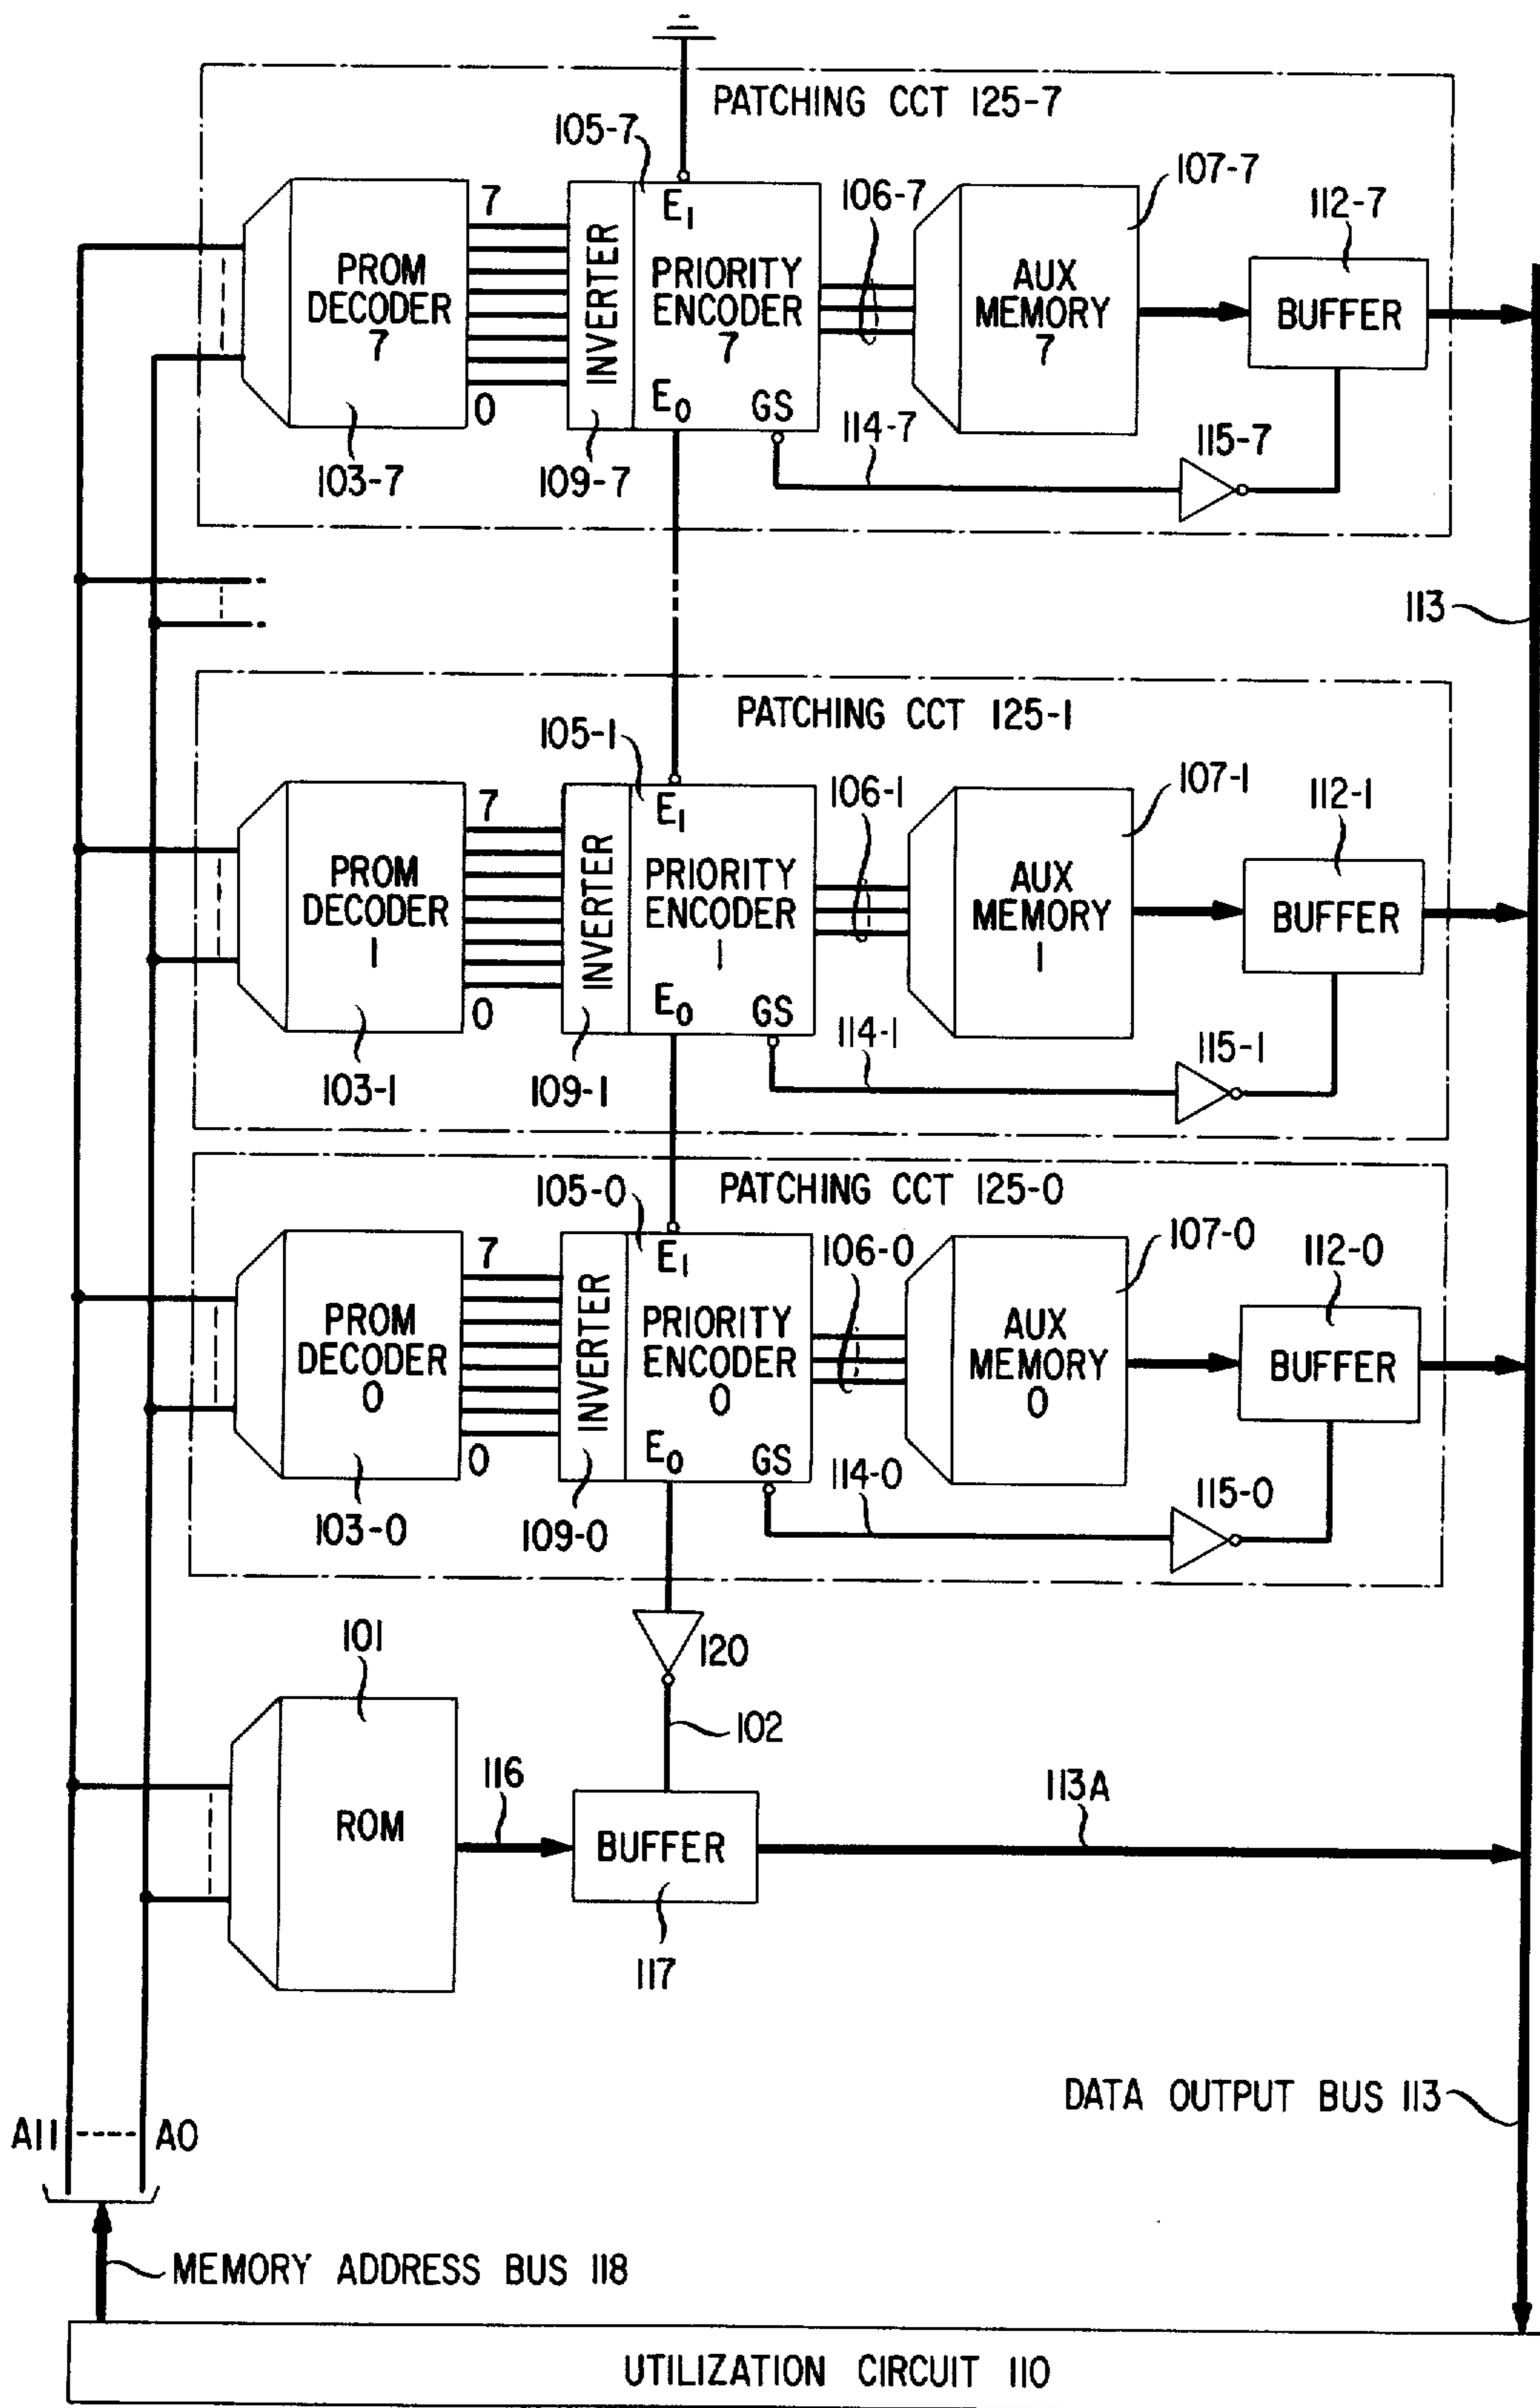 PATCHING CCT 125-7
105-7
106-7
107-7
112-7
7
PROM
DECODER
7
0
INVERTER
E1
PRIORITY
ENCODER
7
E0
GS
AUX
MEMORY
7
BUFFER
103-7
109-7
114-7
115-7
113
PATCHING CCT 125-1
105-1
106-1
107-1
112-1
7
PROM
DECODER
1
0
INVERTER
E1
PRIORITY
ENCODER
1
E0
GS
AUX
MEMORY
1
BUFFER
103-1
109-1
114-1
115-1
PATCHING CCT 125-0
105-0
106-0
107-0
112-0
7
PROM
DECODER
0
0
INVERTER
E1
PRIORITY
ENCODER
0
E0
GS
AUX
MEMORY
0
BUFFER
103-0
109-0
114-0
115-0
120
101
102
ROM
116
BUFFER
117
113A
DATA OUTPUT BUS 113
A11
A0
MEMORY ADDRESS BUS 118
UTILIZATION CIRCUIT 110